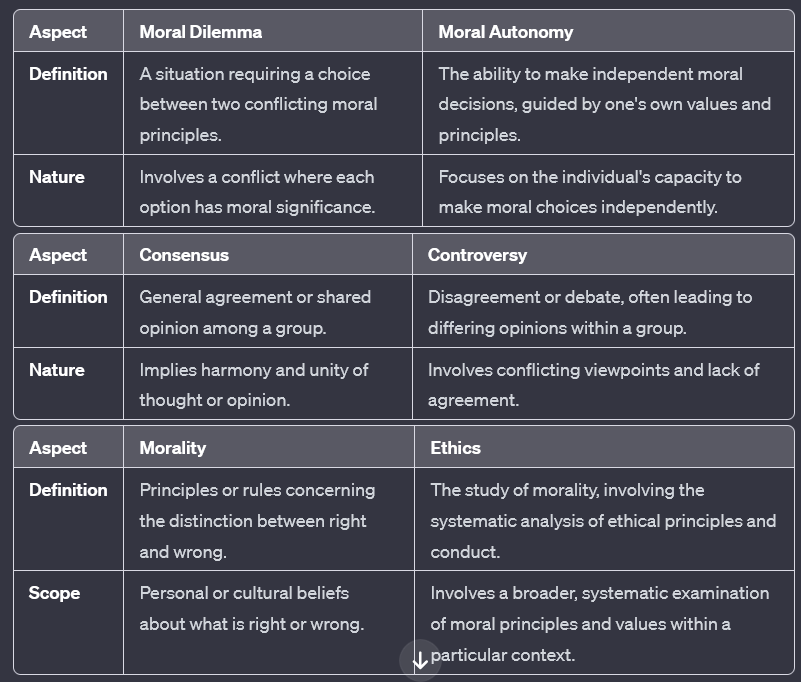 Aspect Moral Dilemma Moral Autonomy
Definition A situation requiring a choice The ability to make independent moral
between two conflicting moral decisions, guided by one's own values and
principles. principles.
Nature Involves a conflict where each Focuses on the individual's capacity to
option has moral significance. make moral choices independently.
Aspect Consensus Controversy
Definition General agreement or shared Disagreement or debate, often leading to
opinion among a group. differing opinions within a group.
Nature Implies harmony and unity of Involves conflicting viewpoints and lack of
thought or opinion. agreement.
Aspect Morality Ethics
Definition Principles or rules concerning The study of morality, involving the
the distinction between right systematic analysis of ethical principles and
and wrong. conduct.
Scope Personal or cultural beliefs Involves a broader, systematic examination
about what is right or wrong. of moral principles and values within a
particular context.